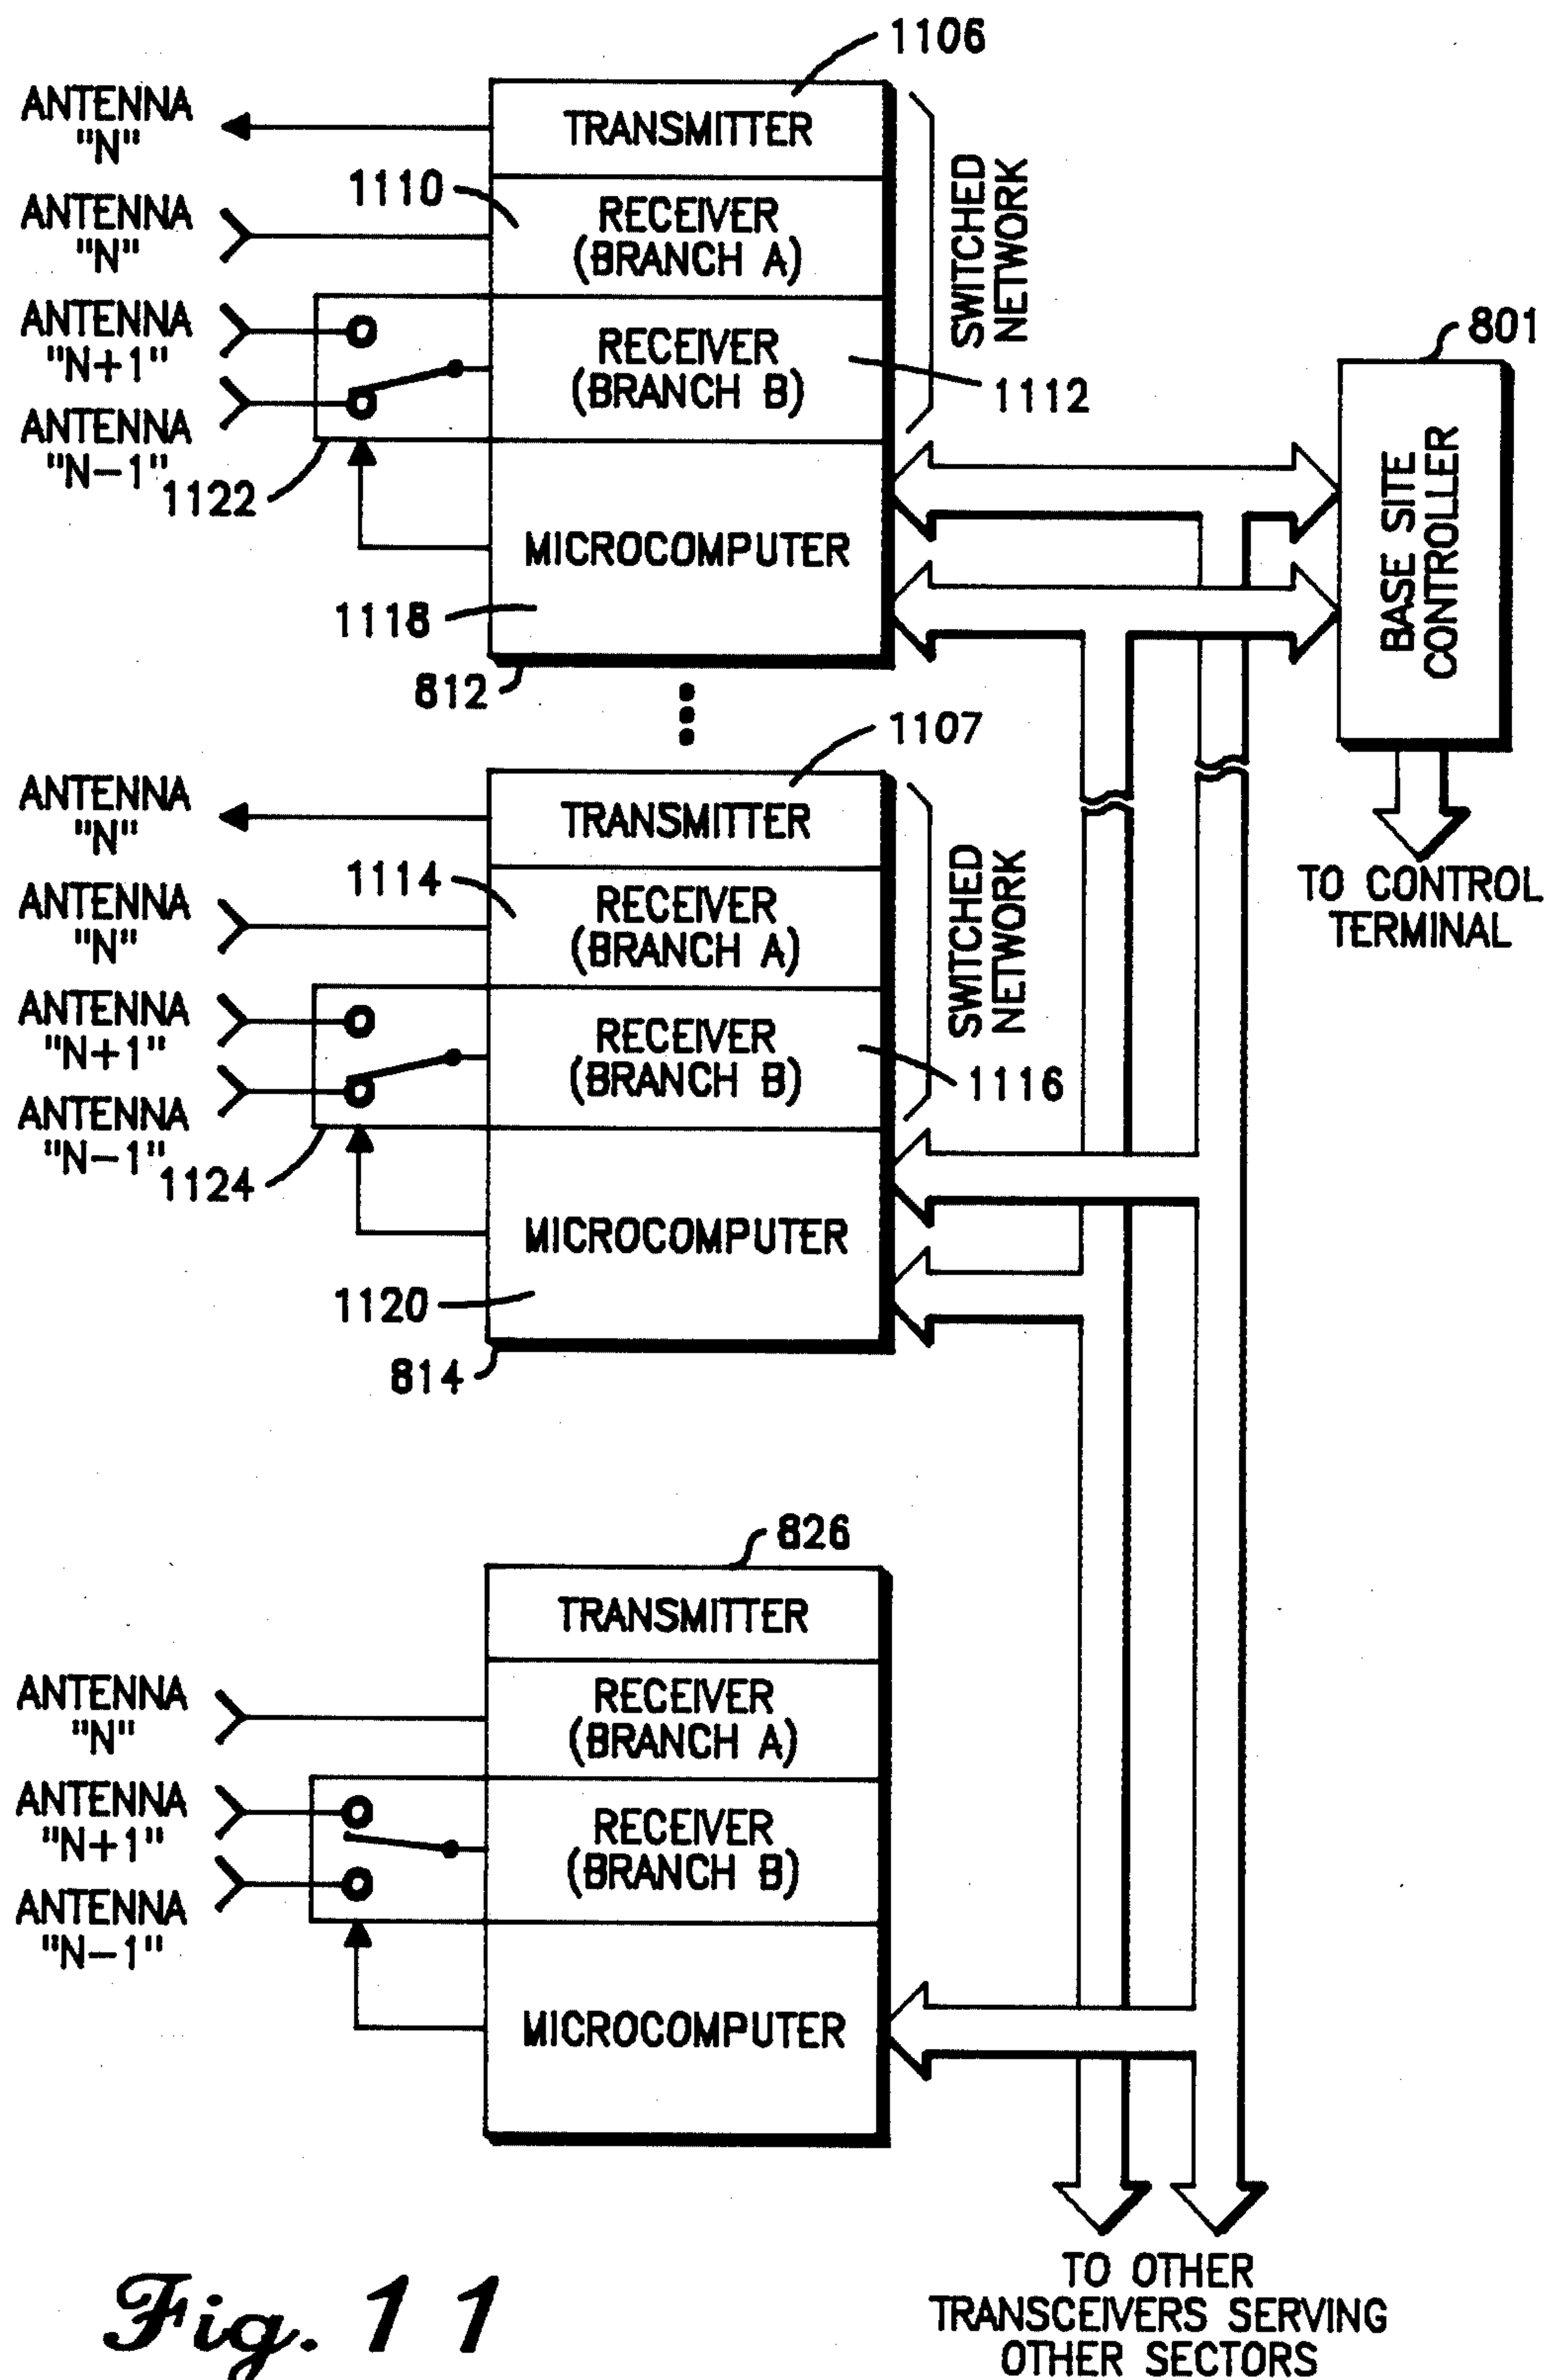 1106
ANTENNA
"N"
TRANSMITTER
1110
ANTENNA
"N"
RECEIVER
(BRANCH A)
SWITCHED
NETWORK
ANTENNA
"N+1"
RECEIVER
(BRANCH B)
1112
ANTENNA
"N-1"
1122
801
BASE SITE
CONTROLLER
MICROCOMPUTER
1118
812
1107
ANTENNA
"N"
TRANSMITTER
1114
ANTENNA
"N"
RECEIVER
(BRANCH A)
SWITCHED
NETWORK
TO CONTROL
TERMINAL
ANTENNA
"N+1"
RECEIVER
(BRANCH B)
1116
ANTENNA
"N-1"
1124
MICROCOMPUTER
1120
814
826
TRANSMITTER
ANTENNA
"N"
RECEIVER
(BRANCH A)
ANTENNA
"N+1"
RECEIVER
(BRANCH B)
ANTENNA
"N-1"
MICROCOMPUTER
TO OTHER
TRANSCEIVERS SERVING
OTHER SECTORS
Fig. 11